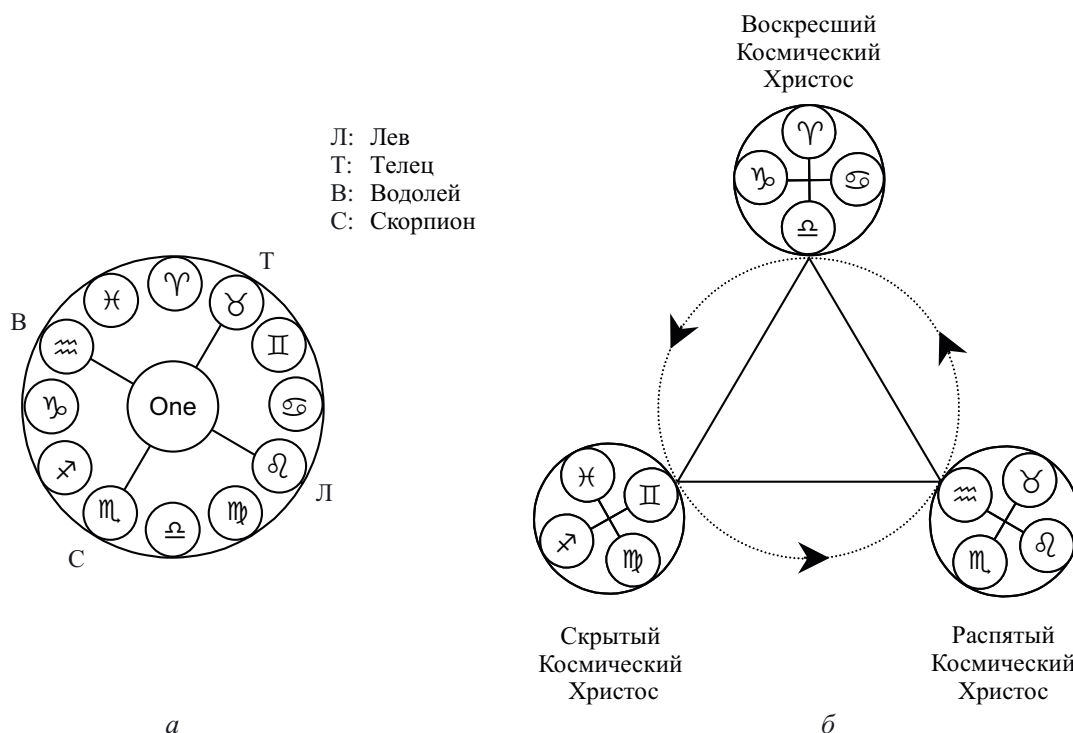 Воскресший
Космический
Христос
Л: Лев
Т: Телец
В: Водолей
С: Скорпион
♈
♑ ♋
♎
Т
♈
♓ ♉
В
♒ ♊
One
♑ ♋
♐ ♌
Л
♏ ♍
♎
С
♓ ♊
♐ ♍
♒ ♉
♏ ♌
Скрытый
Космический
Христос
Распятый
Космический
Христос
а
б